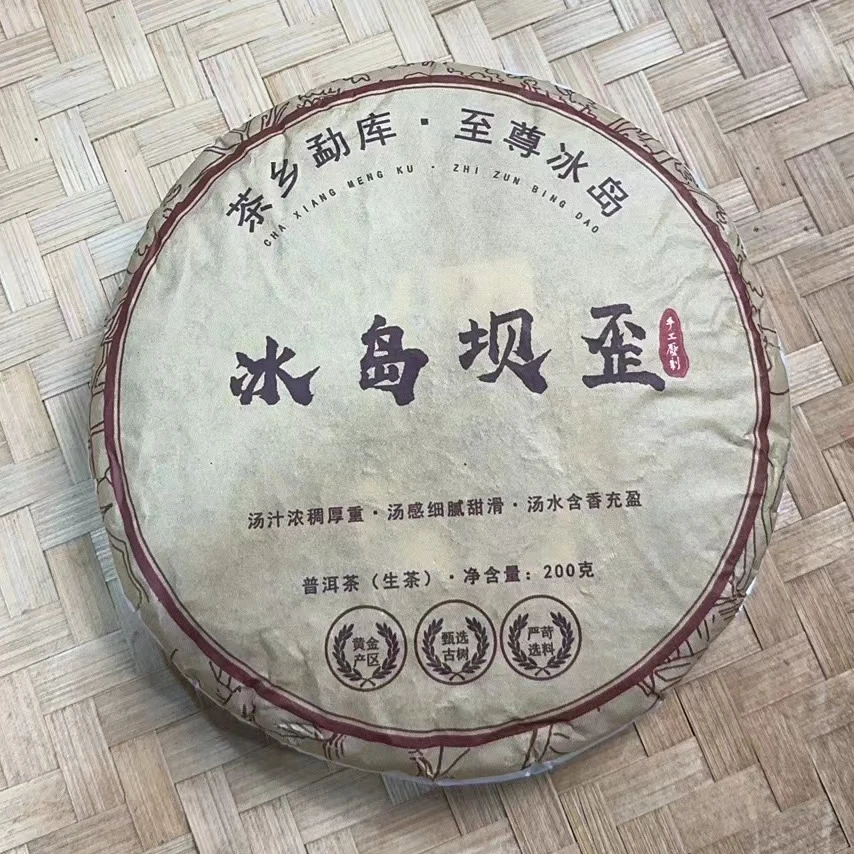 茶乡勐库·至尊冰岛
CHA XIANG MENG KU · ZHI ZUN BING DAO
冰岛坝歪
手工原制
汤汁浓稠厚重·汤感细腻甜滑·汤水含香充盈
普洱茶（生茶）·净含量：200克
黄金产区
甄选古树
严苛选料